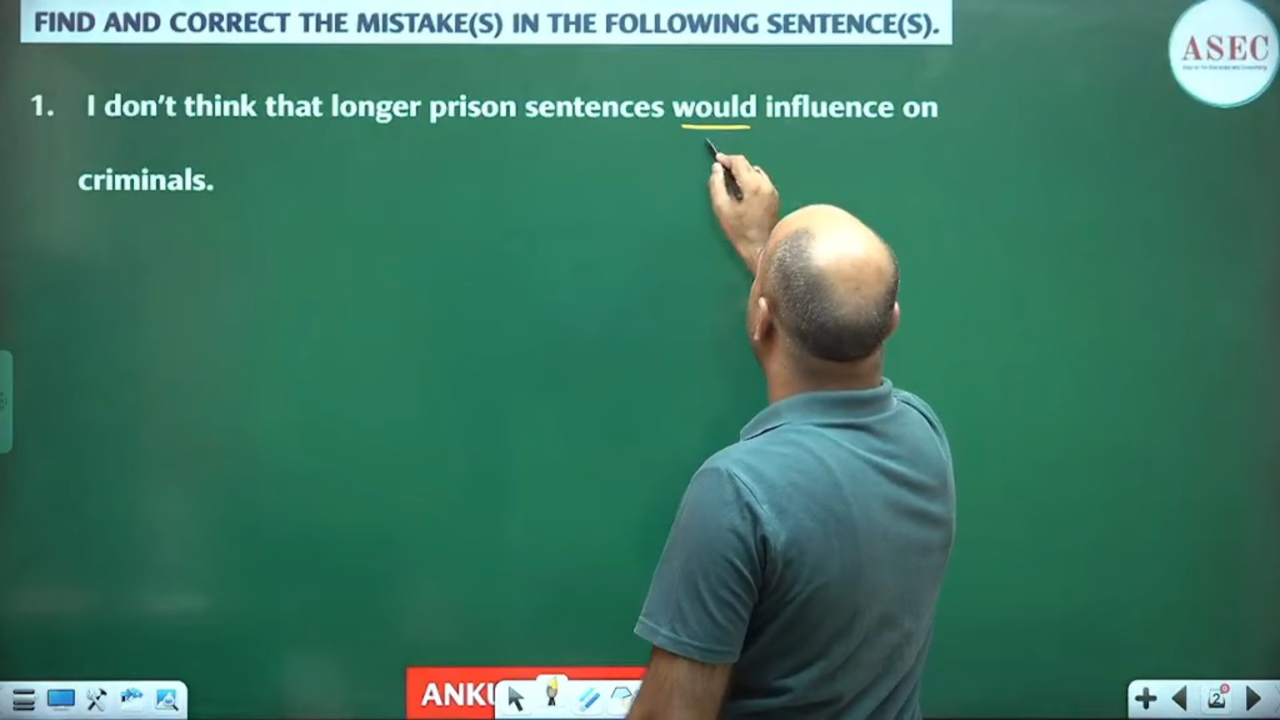 FIND AND CORRECT THE MISTAKE(S) IN THE FOLLOWING SENTENCE(S).
ASEC
1. I don't think that longer prison sentences would influence on
criminals.
2